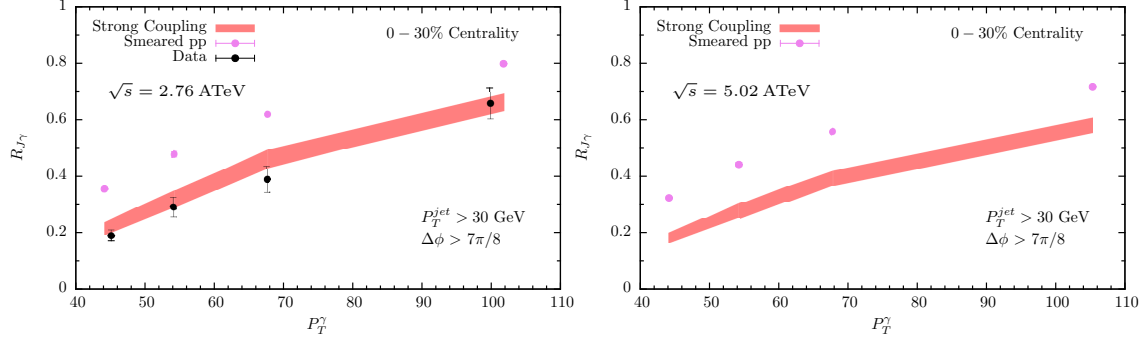 Strong Coupling
Smeared pp
Data
0 − 30% Centrality
√s = 2.76 ATeV
P_T^{jet} > 30 GeV
Δϕ > 7π/8
R_{Jγ}
0
0.2
0.4
0.6
0.8
1
40 50 60 70 80 90 100 110
P_T^γ
Strong Coupling
Smeared pp
0 − 30% Centrality
√s = 5.02 ATeV
P_T^{jet} > 30 GeV
Δϕ > 7π/8
R_{Jγ}
0
0.2
0.4
0.6
0.8
1
40 50 60 70 80 90 100 110
P_T^γ